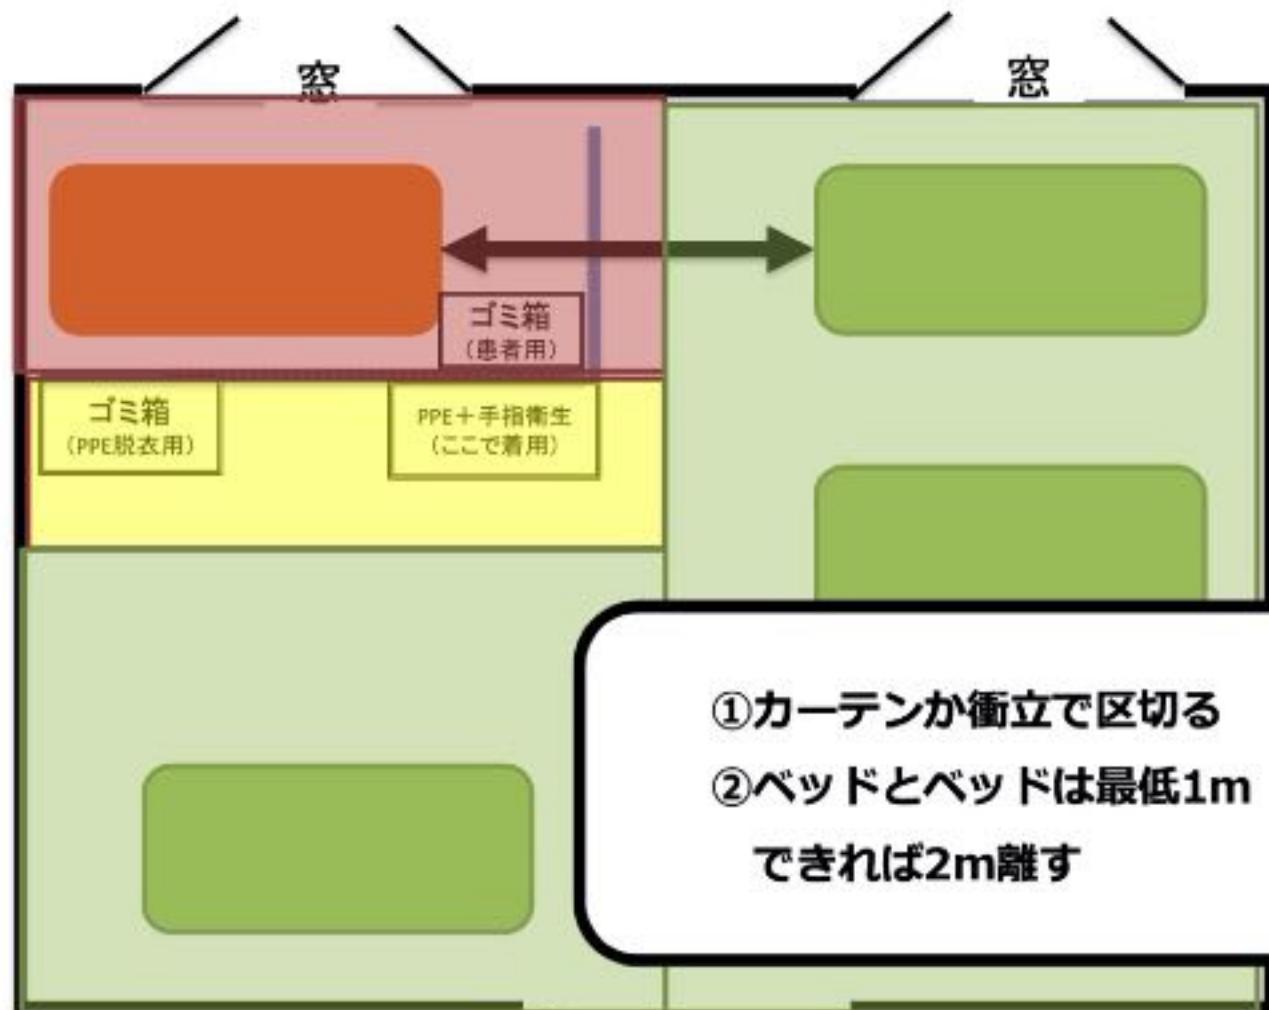 窓
窓
ゴミ箱
（患者用）
ゴミ箱
（PPE脱衣用）
PPE＋手指衛生
（ここで着用）
①カーテンか衝立で区切る
②ベッドとベッドは最低1m
できれば2m離す